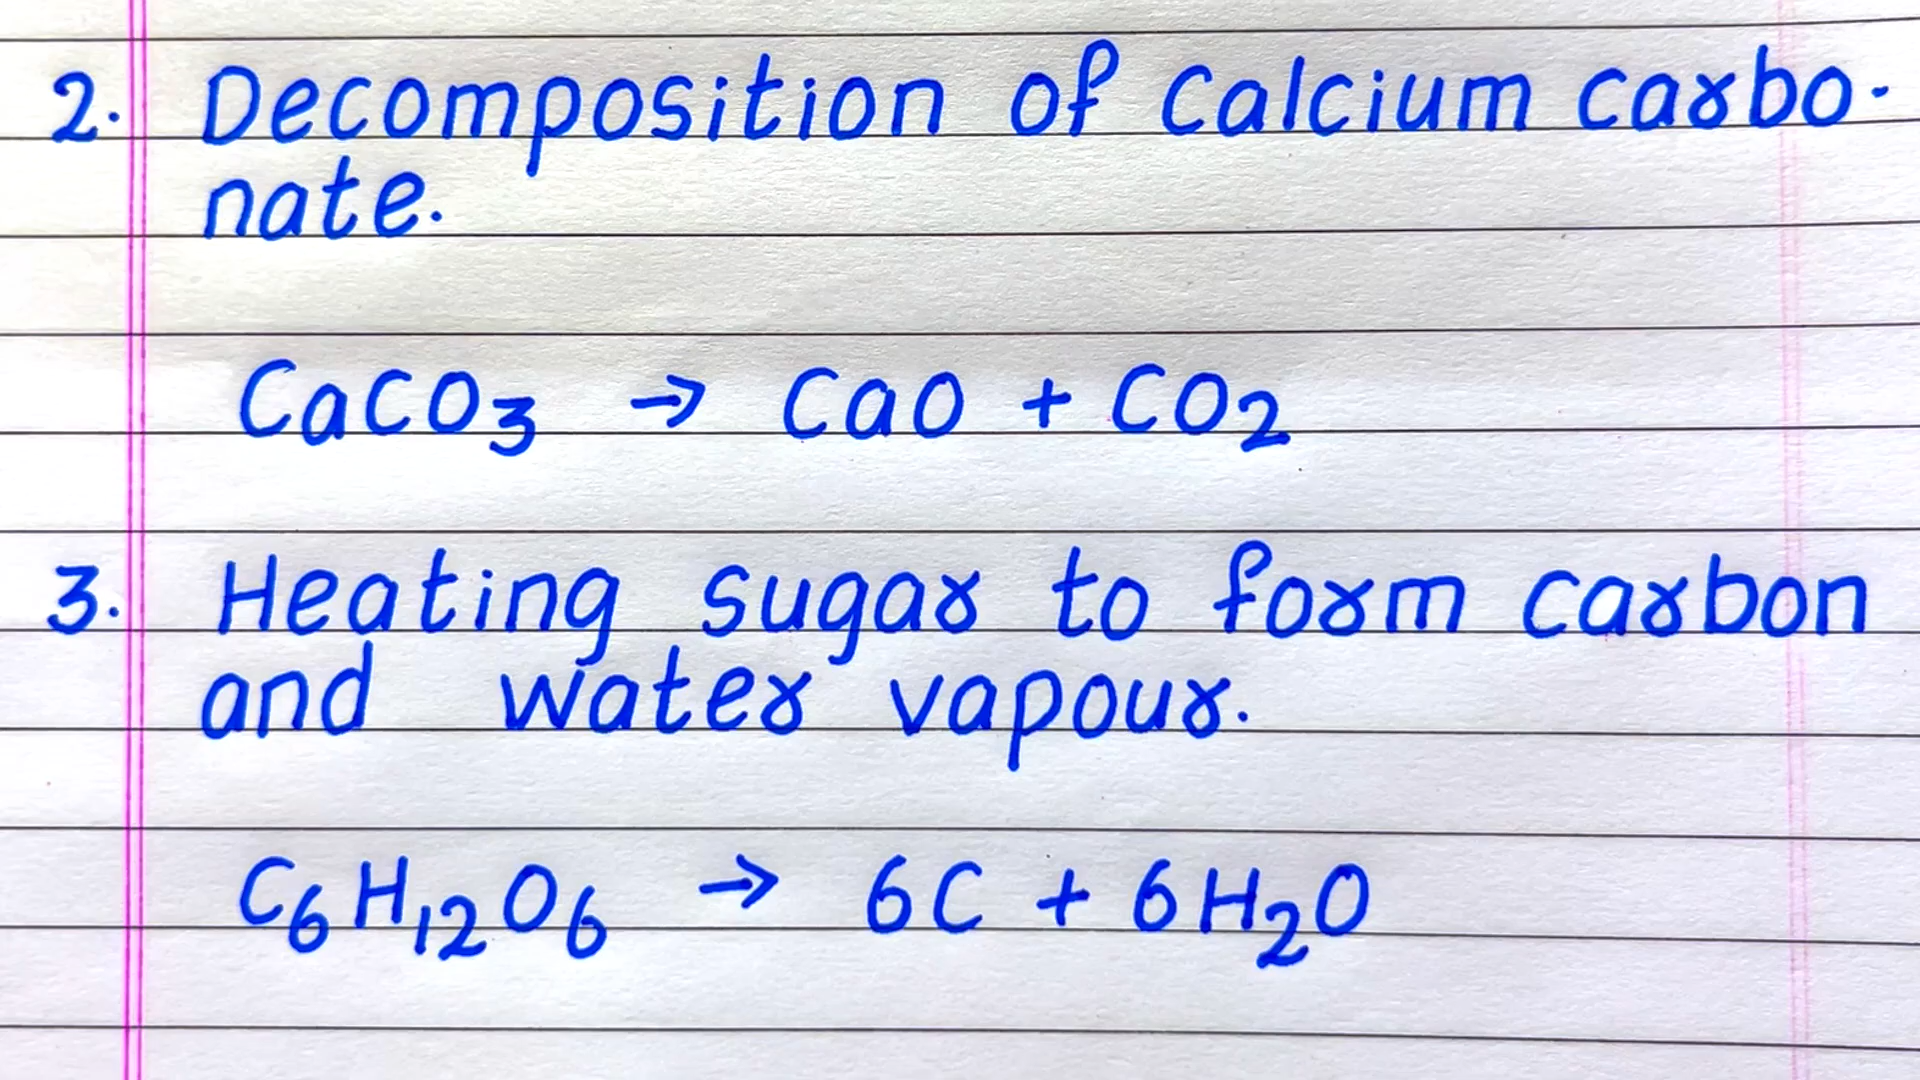 2. Decomposition of calcium carbo-
nate.
CaCO₃ → CaO + CO₂
3. Heating sugar to form carbon
and water vapour.
C₆H₁₂O₆ → 6C + 6H₂O